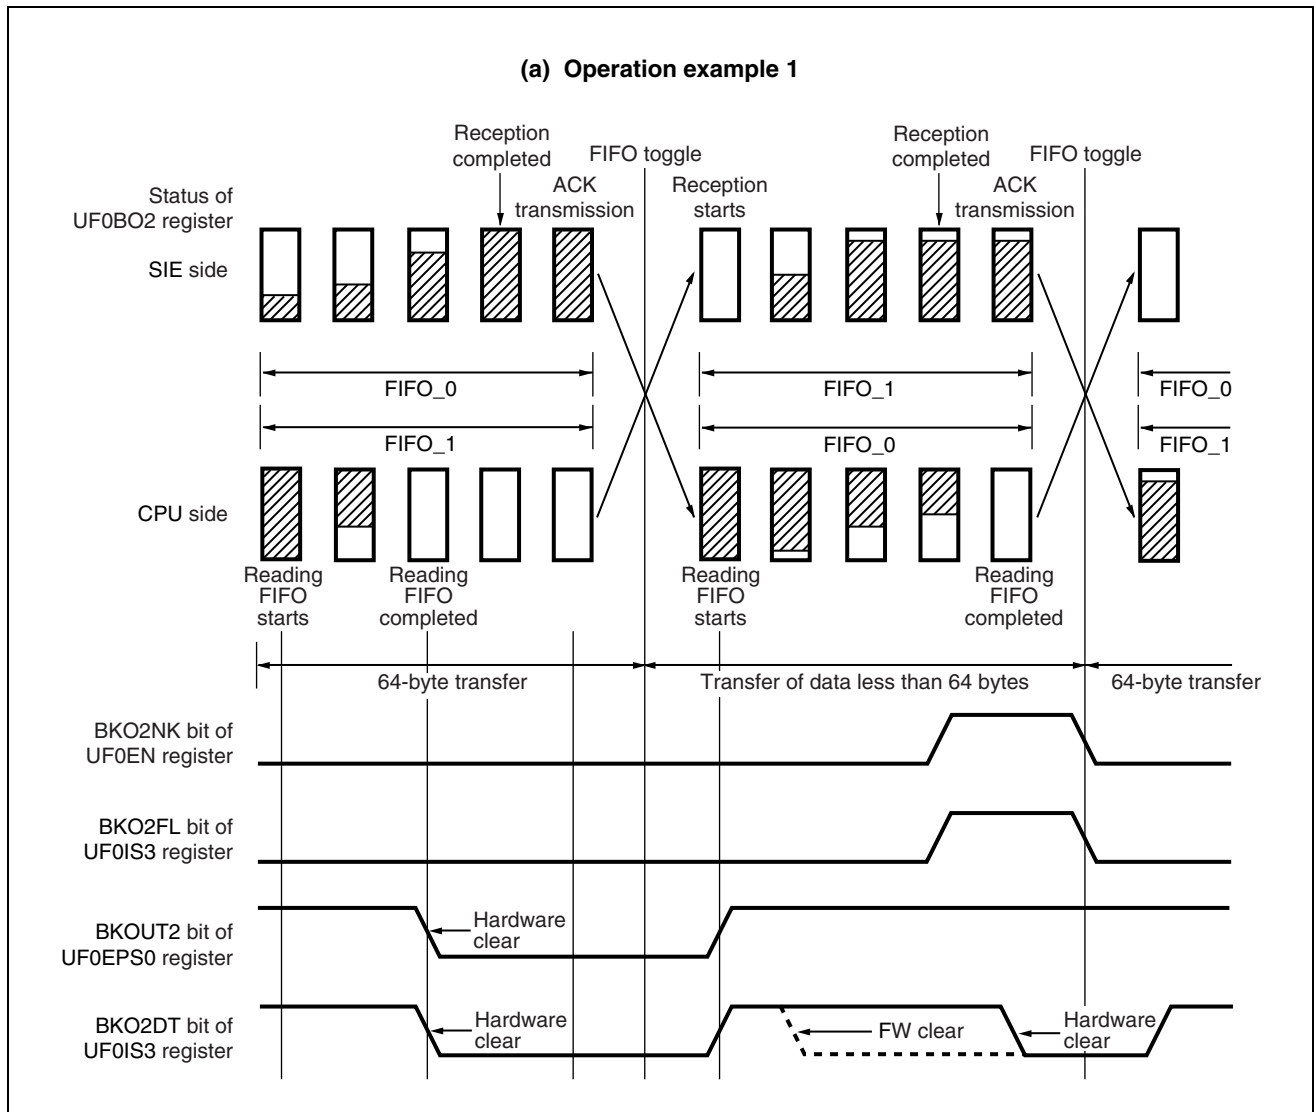 (a) Operation example 1
Reception
completed
FIFO toggle
Reception
completed
FIFO toggle
Status of
UF0BO2 register
ACK
transmission
Reception
starts
ACK
transmission
SIE side
FIFO_0
FIFO_1
FIFO_0
FIFO_1
FIFO_0
FIFO_1
CPU side
Reading
FIFO
starts
Reading
FIFO
completed
Reading
FIFO
starts
Reading
FIFO
completed
64-byte transfer
Transfer of data less than 64 bytes
64-byte transfer
BKO2NK bit of
UF0EN register
BKO2FL bit of
UF0IS3 register
BKOUT2 bit of
UF0EPS0 register
Hardware
clear
BKO2DT bit of
UF0IS3 register
Hardware
clear
FW clear
Hardware
clear